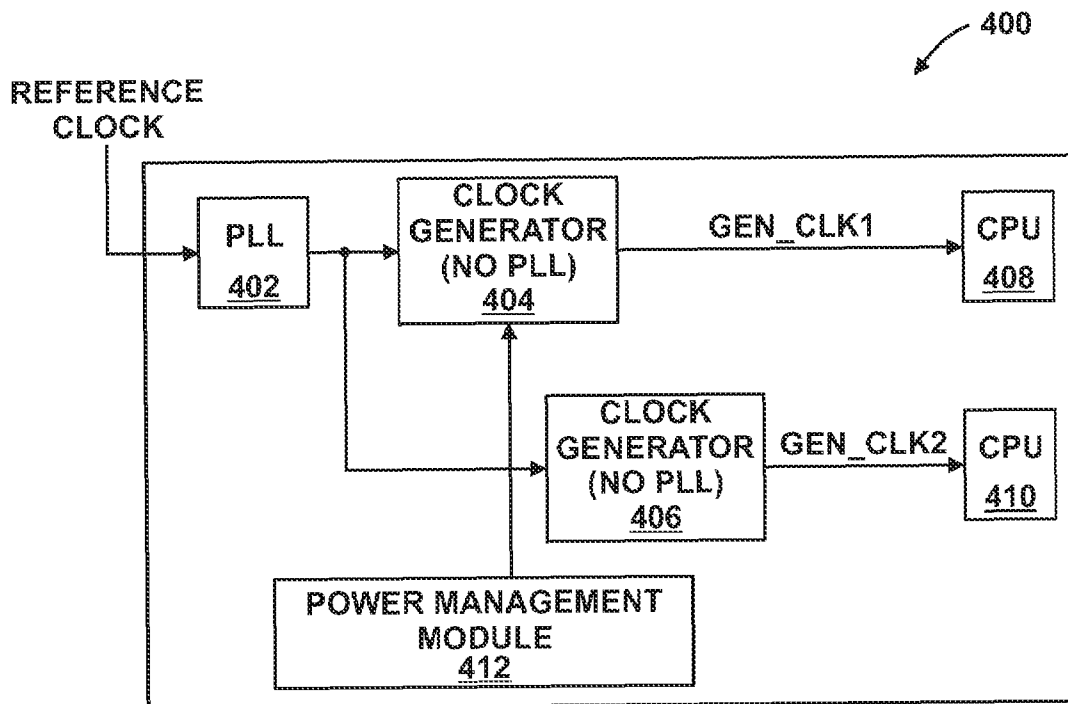 400
REFERENCE
CLOCK
PLL
402
CLOCK
GENERATOR
(NO PLL)
404
GEN_CLK1
CPU
408
CLOCK
GENERATOR
(NO PLL)
406
GEN_CLK2
CPU
410
POWER MANAGEMENT
MODULE
412